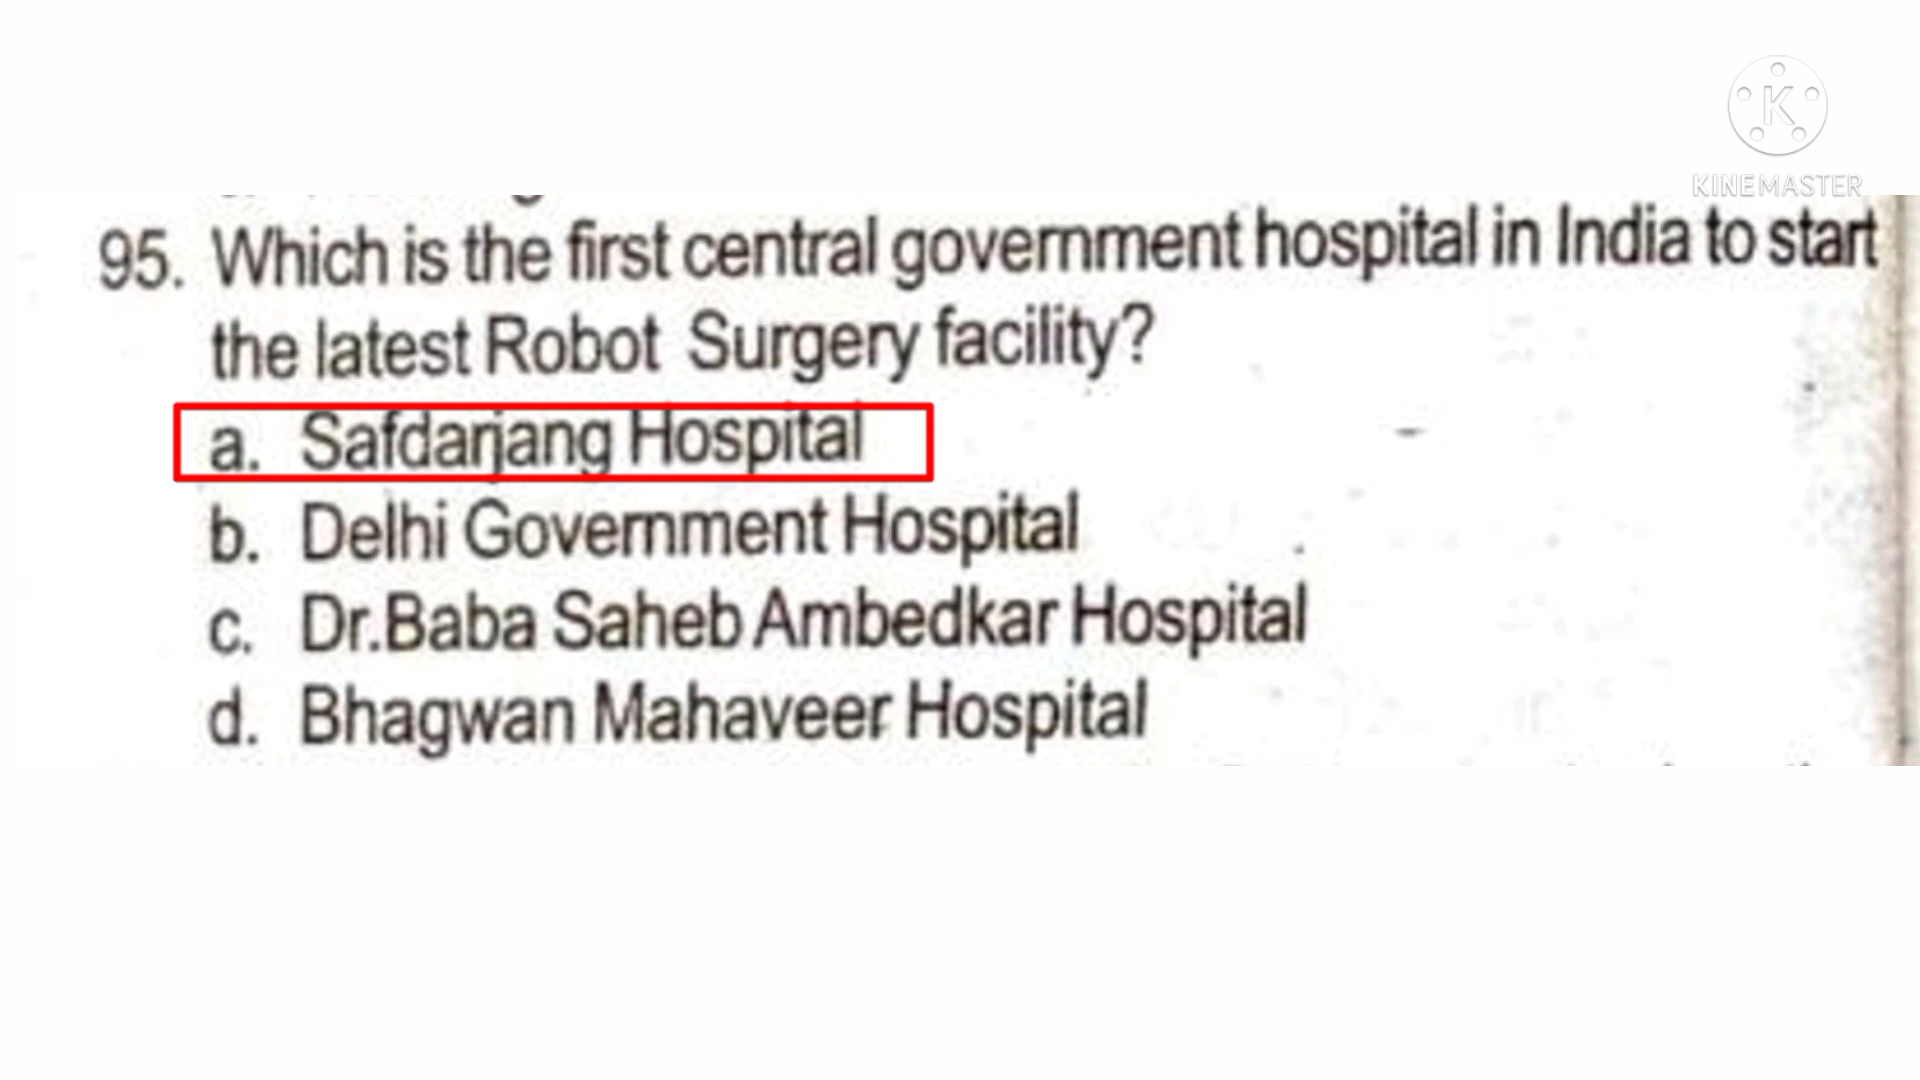 KINEMASTER
95. Which is the first central government hospital in India to start
the latest Robot Surgery facility?
a. Safdarjang Hospital
b. Delhi Government Hospital
c. Dr.Baba Saheb Ambedkar Hospital
d. Bhagwan Mahaveer Hospital